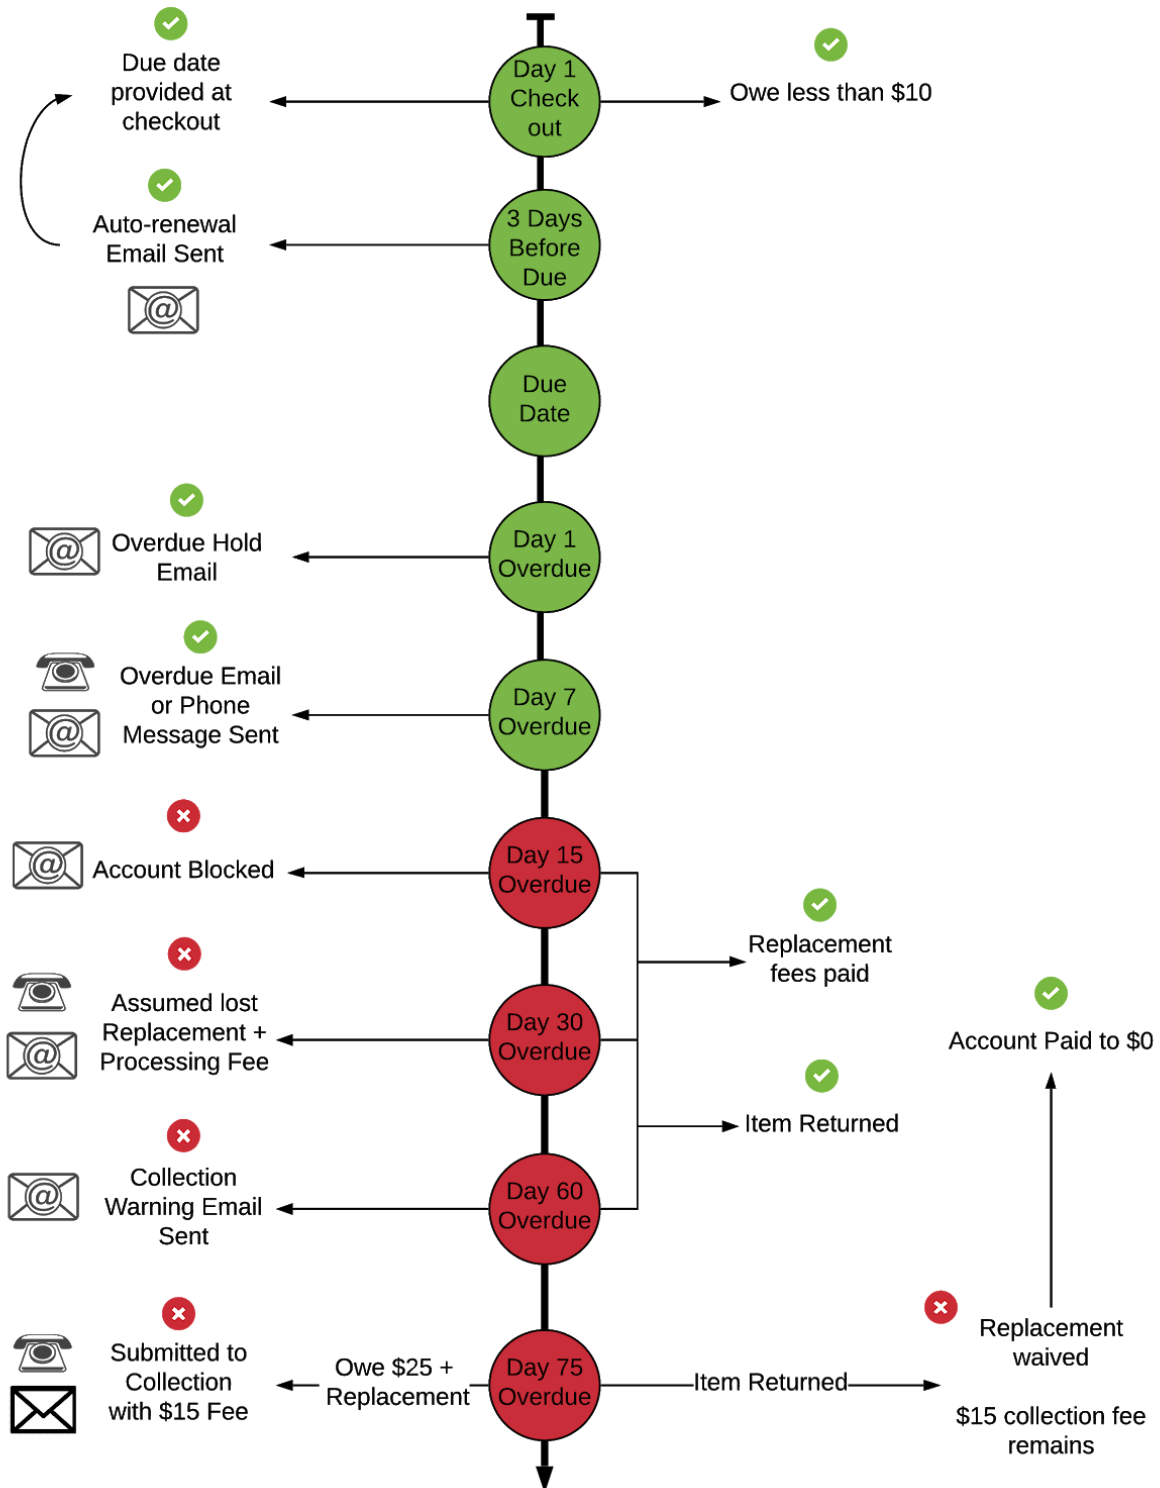 Due date
provided at
checkout
Day 1
Check
out
Owe less than $10
Auto-renewal
Email Sent
@
3 Days
Before
Due
Due
Date
@
Overdue Hold
Email
Day 1
Overdue
@
Overdue Email
or Phone
Message Sent
Day 7
Overdue
@
Account Blocked
Day 15
Overdue
Replacement
fees paid
@
Assumed lost
Replacement +
Processing Fee
Day 30
Overdue
Account Paid to $0
Item Returned
@
Collection
Warning Email
Sent
Day 60
Overdue
Submitted to
Collection
with $15 Fee
Owe $25 +
Replacement
Day 75
Overdue
Item Returned
Replacement
waived
$15 collection fee
remains